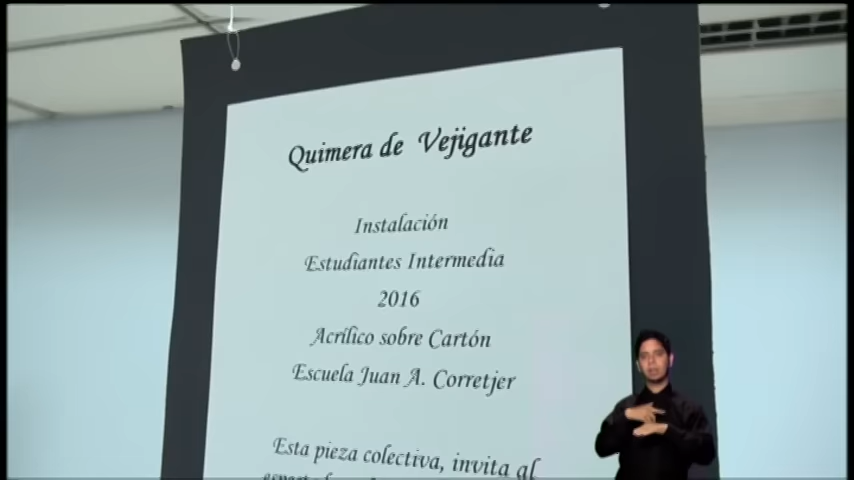 Quimera de Vejigante
Instalación
Estudiantes Intermedia
2016
Acrílico sobre Cartón
Escuela Juan A. Corretjer
Esta pieza colectiva, invita al